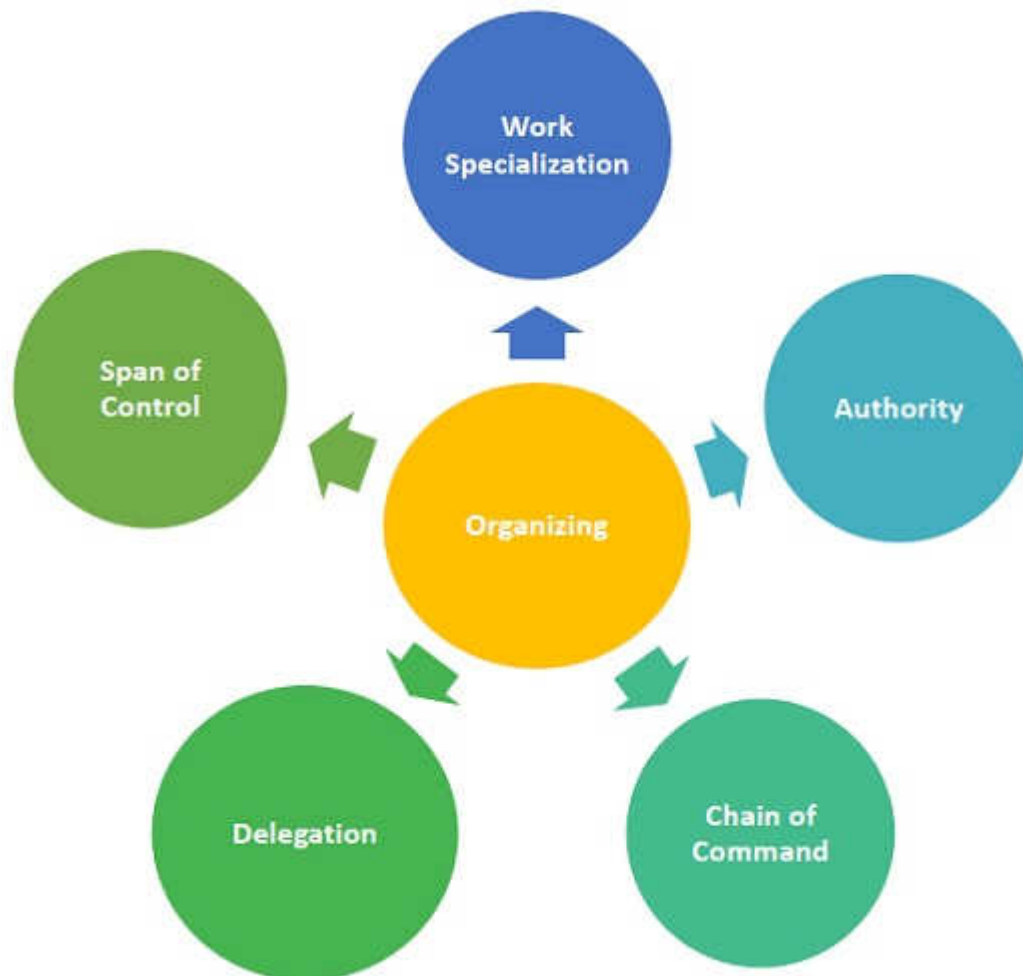 Work
Specialization
Span of
Control
Authority
Organizing
Delegation
Chain of
Command